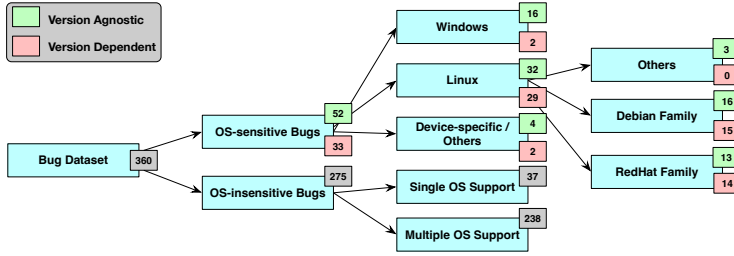 Version Agnostic
Version Dependent
Bug Dataset
360
OS-sensitive Bugs
52
33
OS-insensitive Bugs
275
Windows
16
2
Linux
32
29
Device-specific /
Others
4
2
Single OS Support
37
Multiple OS Support
238
Others
3
0
Debian Family
16
15
RedHat Family
13
14